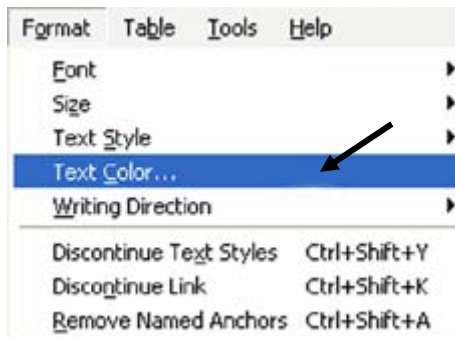 Format Table Tools Help
Font
Size
Text Style
Text Color...
Writing Direction
Discontinue Text Styles Ctrl+Shift+Y
Discontinue Link Ctrl+Shift+K
Remove Named Anchors Ctrl+Shift+A